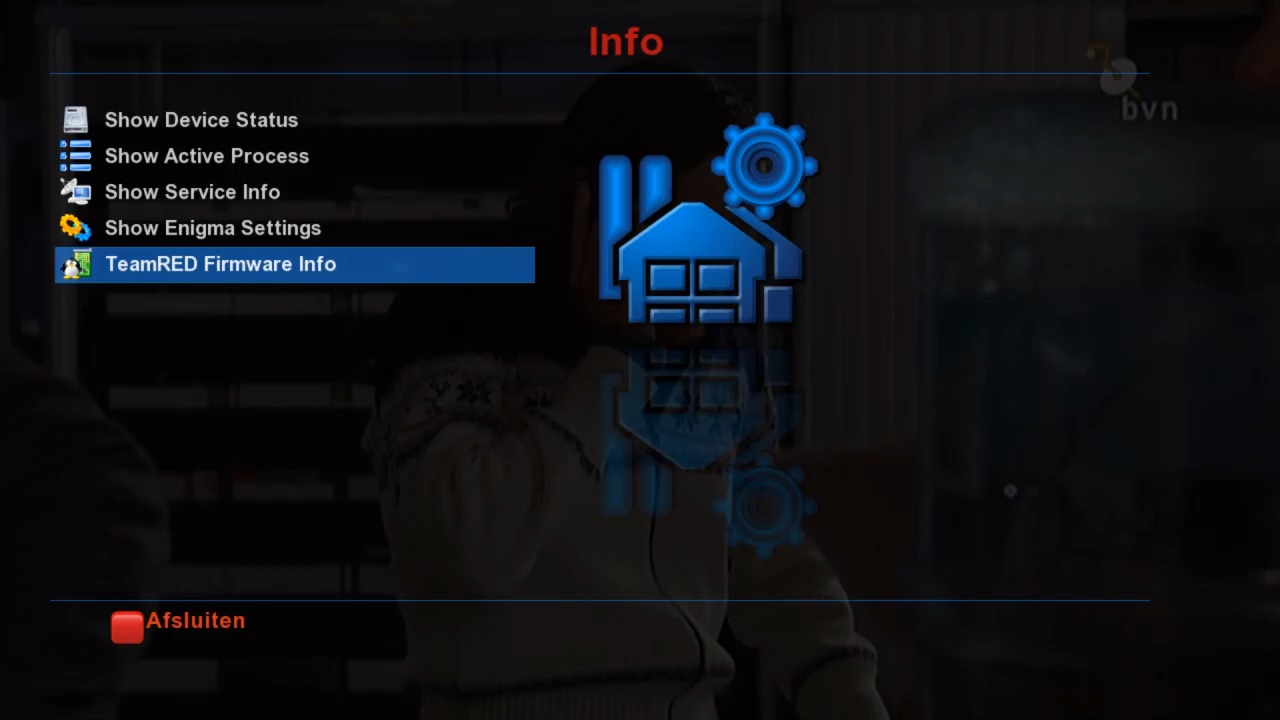 Info
bvn
Show Device Status
Show Active Process
Show Service Info
Show Enigma Settings
TeamRED Firmware Info
Afsluiten